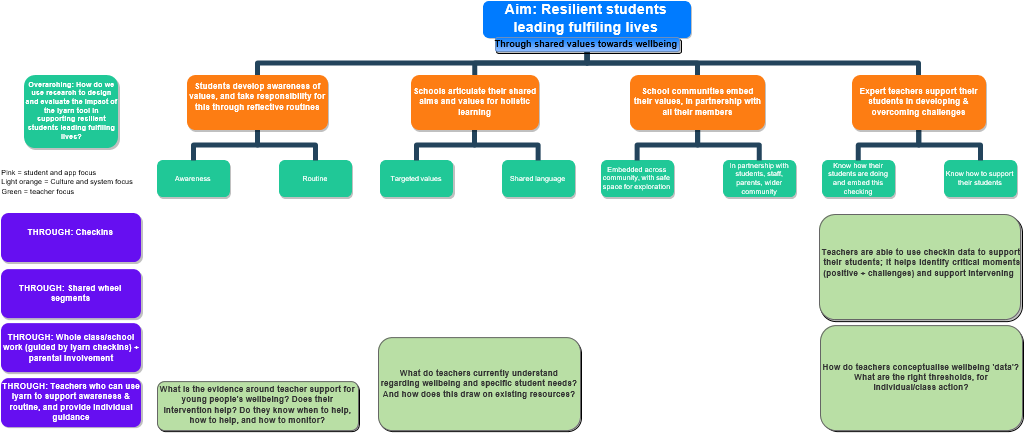 Aim: Resilient students
leading fulfiling lives
Through shared values towards wellbeing
Overarching: How do we
use research to design
and evaluate the impact of
the iyarn tool in
supporting resilient
students leading fulfiling
lives?
Students develop awareness of
values, and take responsibility for
this through reflective routines
Schools articulate their shared
aims and values for holistic
learning
School communities embed
their values, in partnership with
all their members
Expert teachers support their
students in developing &
overcoming challenges
Pink = student and app focus
Light orange = Culture and system focus
Green = teacher focus
Awareness
Routine
Targeted values
Shared language
Embedded across
community, with safe
space for exploration
In partnership with
students, staff,
parents, wider
community
Know how their
students are doing
and embed this
checking
Know how to support
their students
THROUGH: Checkins
Teachers are able to use checkin data to support
their students; it helps identify critical moments
(positive + challenges) and support intervening
THROUGH: Shared wheel
segments
THROUGH: Whole class/school
work (guided by iyarn checkins) +
parental involvement
THROUGH: Teachers who can use
iyarn to support awareness &
routine, and provide individual
guidance
What is the evidence around teacher support for
young people's wellbeing? Does their
intervention help? Do they know when to help,
how to help, and how to monitor?
What do teachers currently understand
regarding wellbeing and specific student needs?
And how does this draw on existing resources?
How do teachers conceptualise wellbeing 'data'?
What are the right thresholds, for
individual/class action?